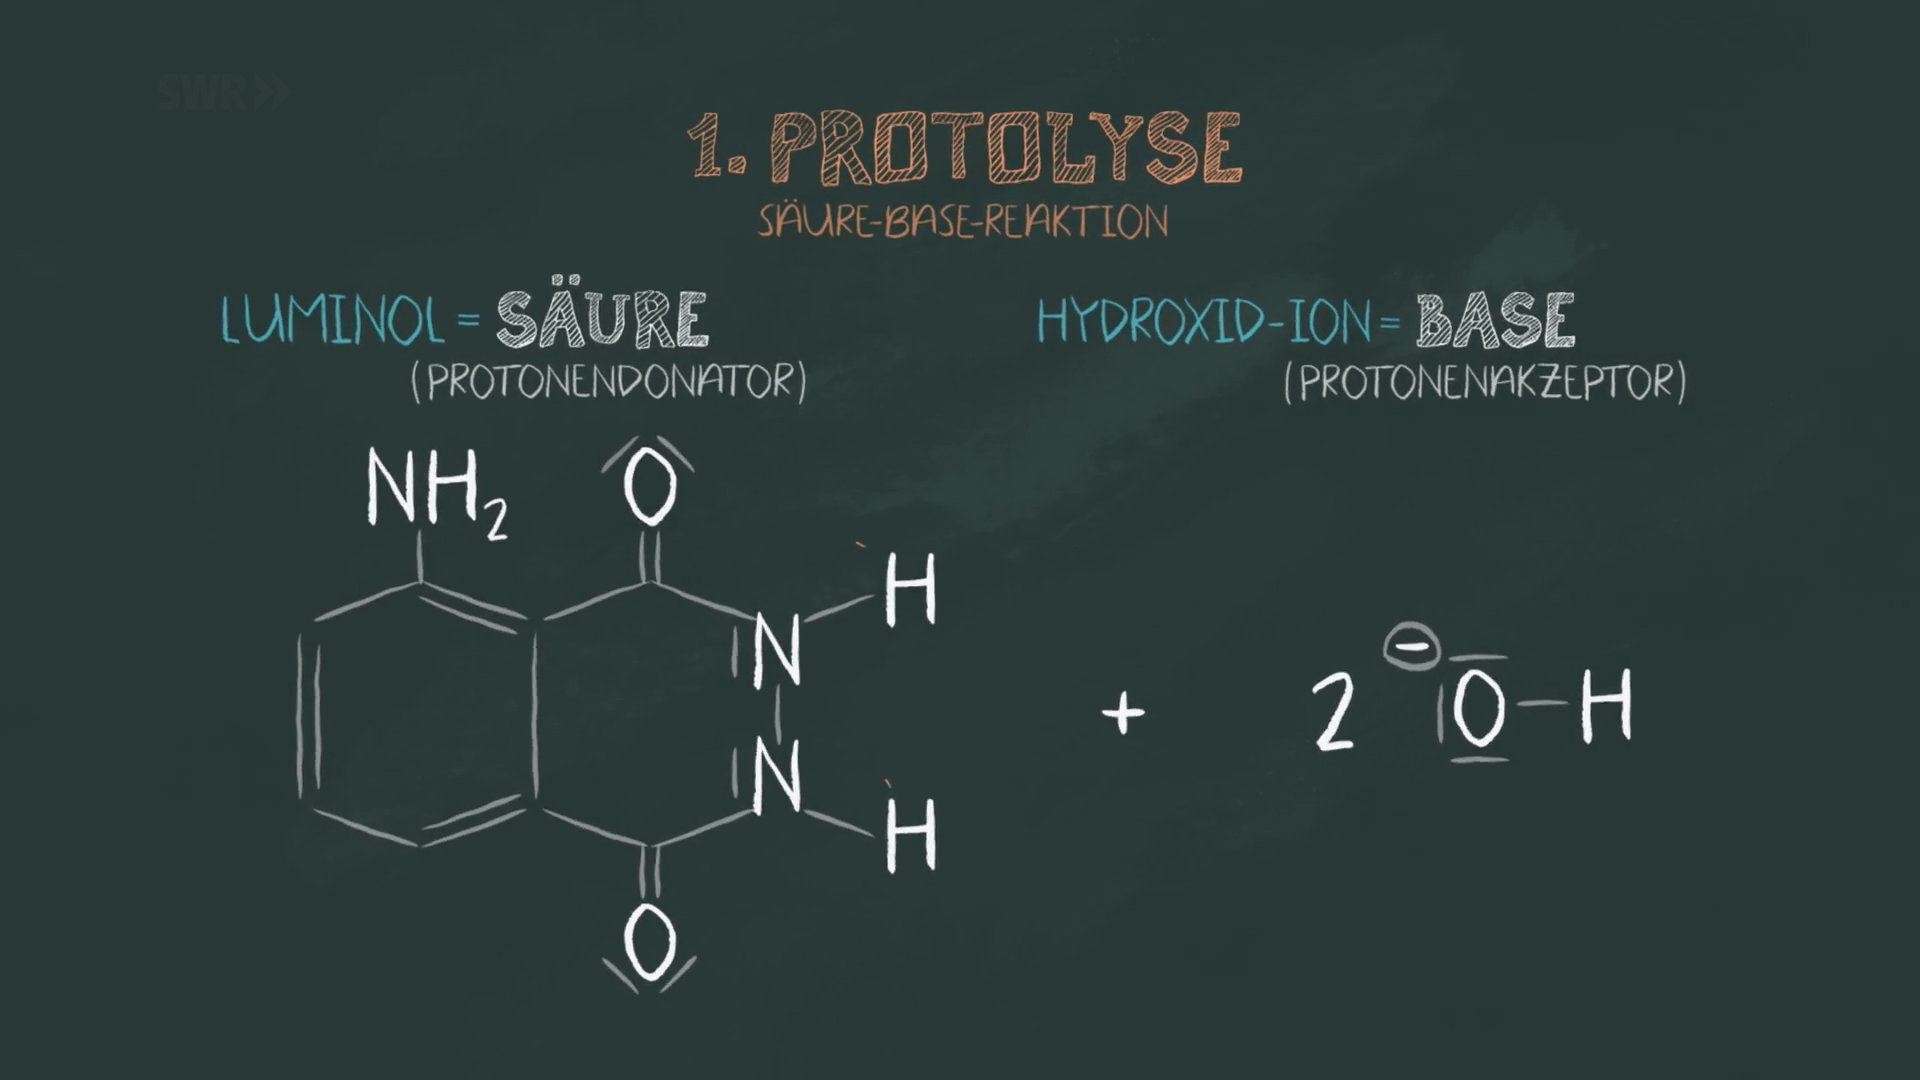 SWR»
1. PROTOLYSE
SÄURE-BASE-REAKTION
LUMINOL = SÄURE
(PROTONENDONATOR)
HYDROXID-ION = BASE
(PROTONENAKZEPTOR)
NH₂
O
H
N
N
H
O
+
2 ⊖ O–H